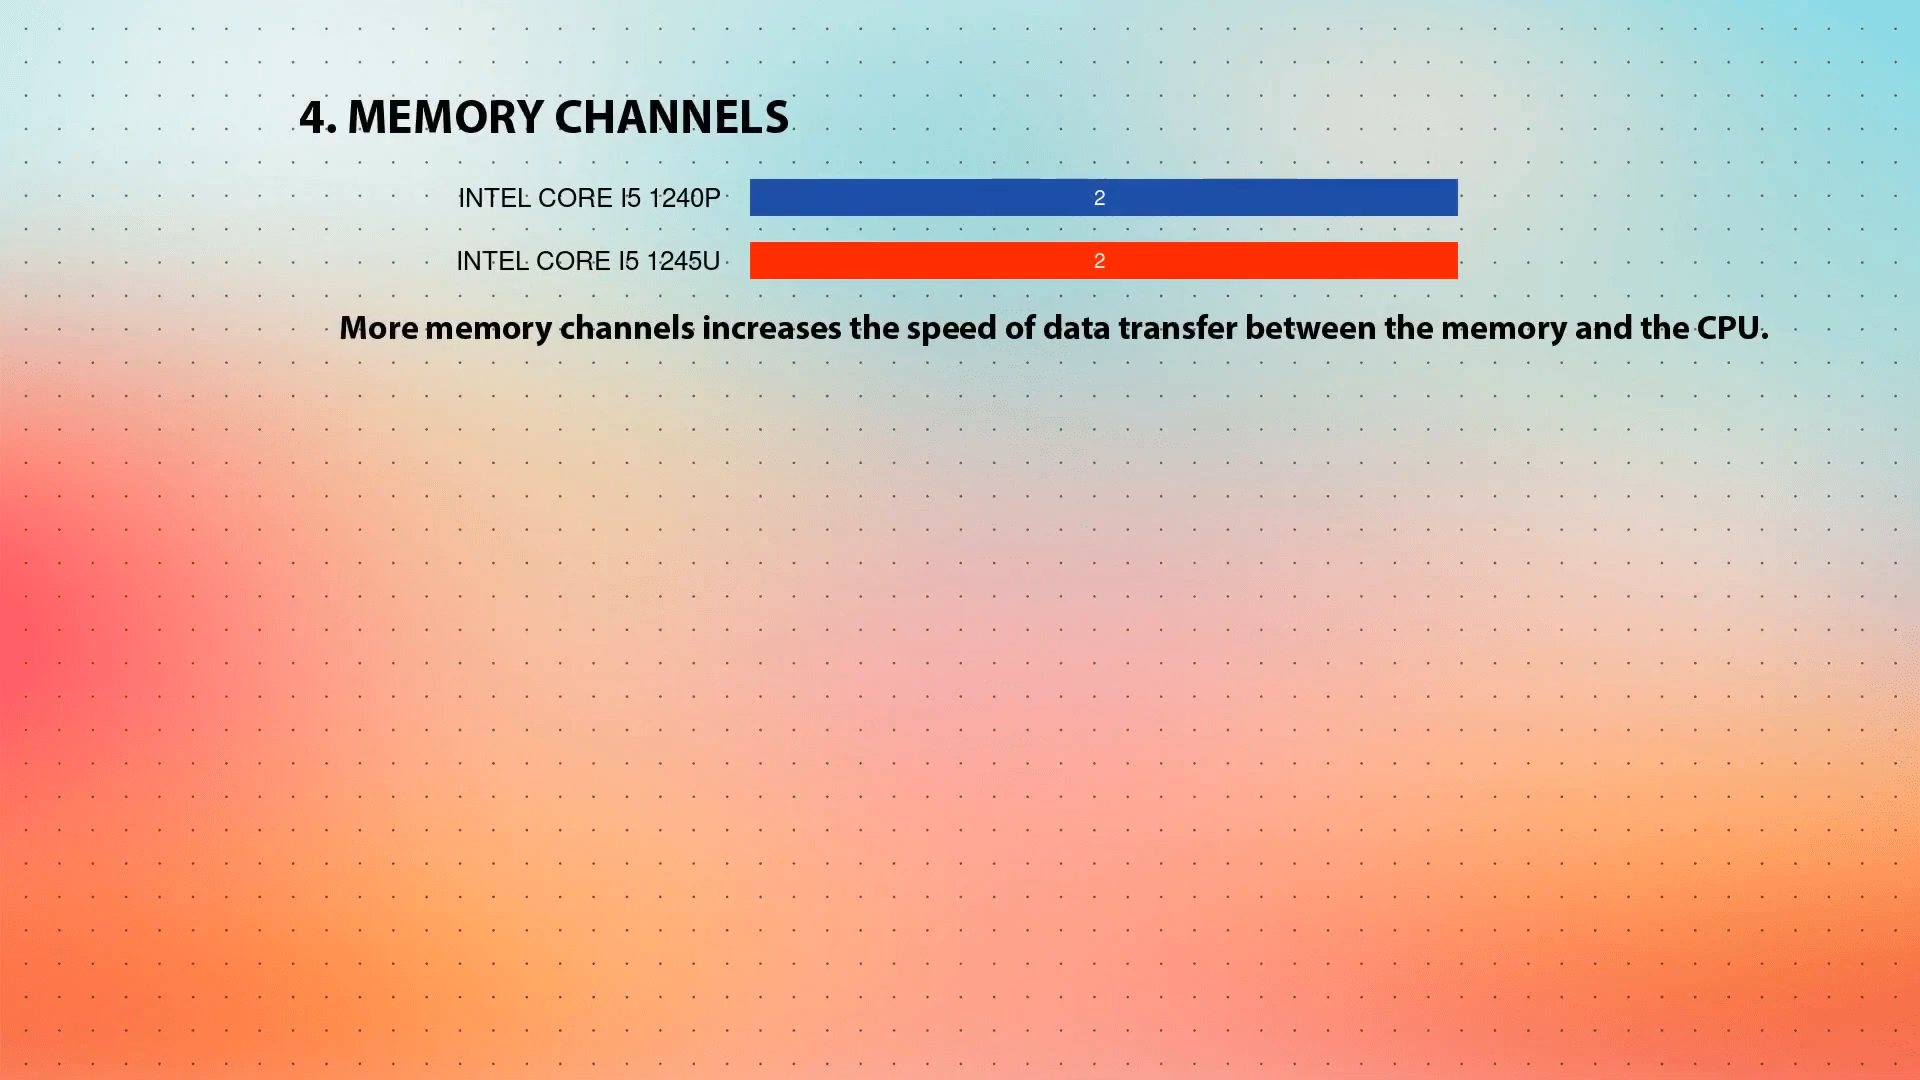 4. MEMORY CHANNELS
INTEL CORE I5 1240P 2
INTEL CORE I5 1245U 2
More memory channels increases the speed of data transfer between the memory and the CPU.